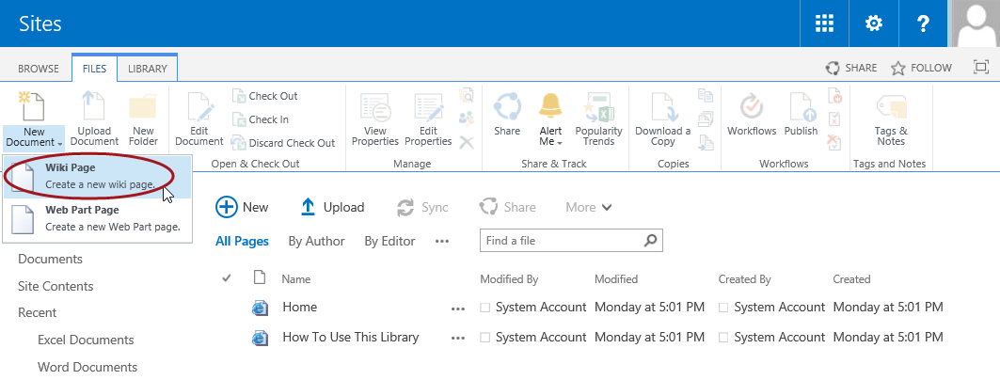 Sites
?
BROWSE FILES LIBRARY SHARE FOLLOW
New Document
Upload Document
New Folder
Edit Document
Check Out
Check In
Discard Check Out
View Properties
Edit Properties
Share
Alert Me
Popularity Trends
Download a Copy
Workflows
Publish
Tags & Notes
Open & Check Out Manage Share & Track Copies Workflows Tags and Notes
Wiki Page
Create a new wiki page.
Web Part Page
Create a new Web Part page.
New Upload Sync Share More
All Pages By Author By Editor ... Find a file
Documents
Site Contents
Recent
Excel Documents
Word Documents
Name Modified By Modified Created By Created
Home ... System Account Monday at 5:01 PM System Account Monday at 5:01 PM
How To Use This Library ... System Account Monday at 5:01 PM System Account Monday at 5:01 PM